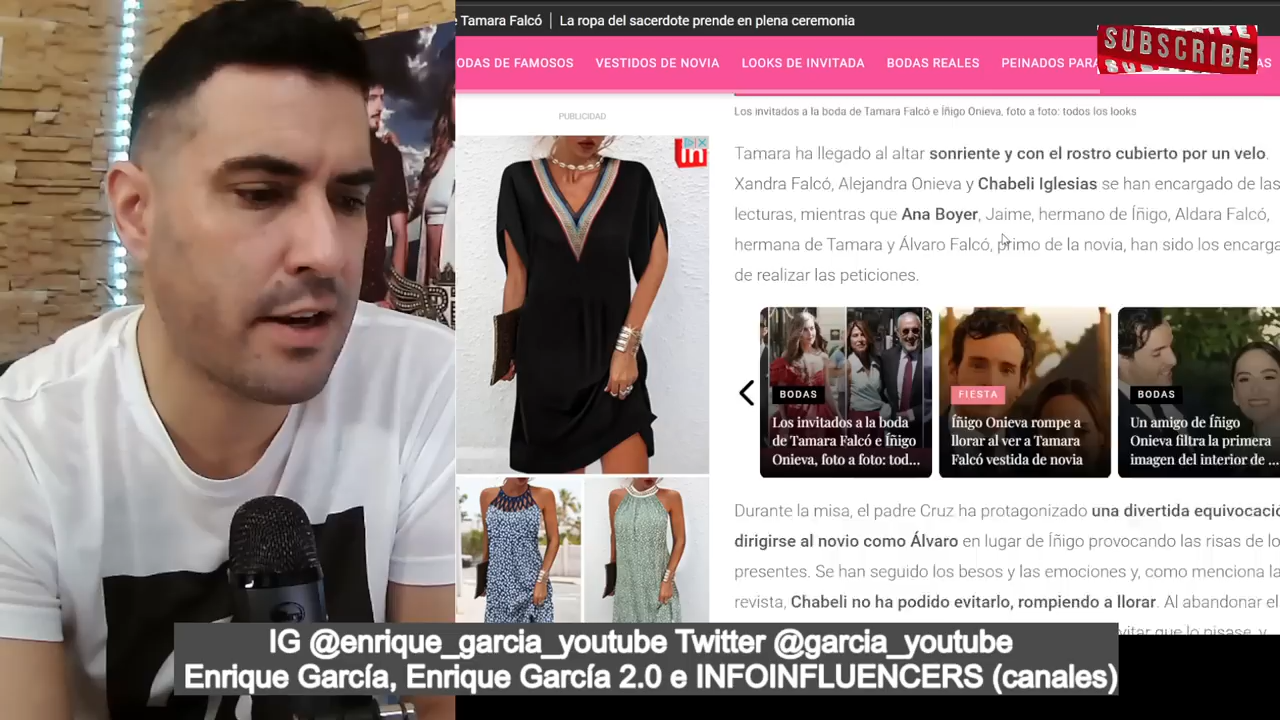 e Tamara Falcó | La ropa del sacerdote prende en plena ceremonia
SUBSCRIBE
ODAS DE FAMOSOS VESTIDOS DE NOVIA LOOKS DE INVITADA BODAS REALES PEINADOS PARA AS
PUBLICIDAD
Los invitados a la boda de Tamara Falcó e Íñigo Onieva, foto a foto: todos los looks
Tamara ha llegado al altar sonriente y con el rostro cubierto por un velo.
Xandra Falcó, Alejandra Onieva y Chabeli Iglesias se han encargado de las
lecturas, mientras que Ana Boyer, Jaime, hermano de Íñigo, Aldara Falcó,
hermana de Tamara y Álvaro Falcó, primo de la novia, han sido los encarga
de realizar las peticiones.
BODAS
Los invitados a la boda
de Tamara Falcó e Íñigo
Onieva, foto a foto: tod...
FIESTA
Íñigo Onieva rompe a
llorar al ver a Tamara
Falcó vestida de novia
BODAS
Un amigo de Íñigo
Onieva filtra la primera
imagen del interior de ...
Durante la misa, el padre Cruz ha protagonizado una divertida equivocació
dirigirse al novio como Álvaro en lugar de Íñigo provocando las risas de lo
presentes. Se han seguido los besos y las emociones y, como menciona la
revista, Chabeli no ha podido evitarlo, rompiendo a llorar. Al abandonar el
vitar que lo pisase, y
IG @enrique_garcia_youtube Twitter @garcia_youtube
Enrique García, Enrique García 2.0 e INFOINFLUENCERS (canales)